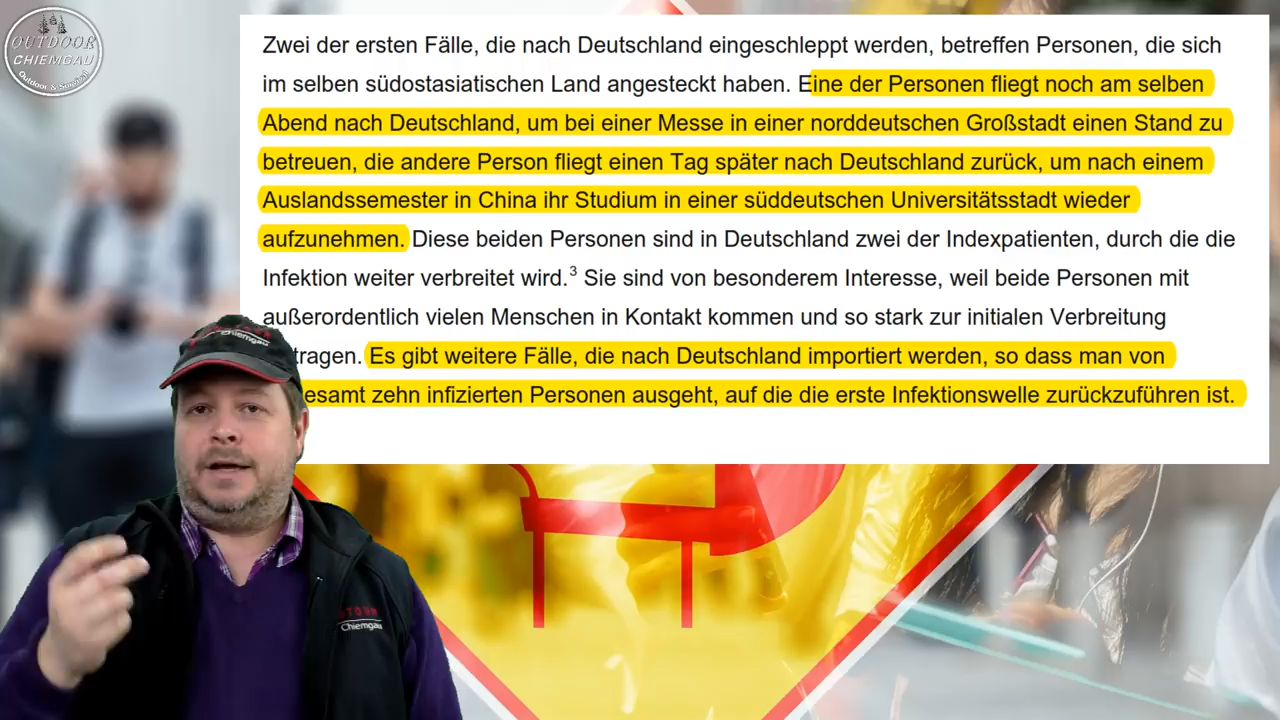 OUTDOOR
CHIEMGAU
Zwei der ersten Fälle, die nach Deutschland eingeschleppt werden, betreffen Personen, die sich
im selben südostasiatischen Land angesteckt haben. Eine der Personen fliegt noch am selben
Abend nach Deutschland, um bei einer Messe in einer norddeutschen Großstadt einen Stand zu
betreuen, die andere Person fliegt einen Tag später nach Deutschland zurück, um nach einem
Auslandssemester in China ihr Studium in einer süddeutschen Universitätsstadt wieder
aufzunehmen. Diese beiden Personen sind in Deutschland zwei der Indexpatienten, durch die die
Infektion weiter verbreitet wird.³ Sie sind von besonderem Interesse, weil beide Personen mit
außerordentlich vielen Menschen in Kontakt kommen und so stark zur initialen Verbreitung
tragen. Es gibt weitere Fälle, die nach Deutschland importiert werden, so dass man von
esamt zehn infizierten Personen ausgeht, auf die die erste Infektionswelle zurückzuführen ist.
Chiemgau
Chiemgau